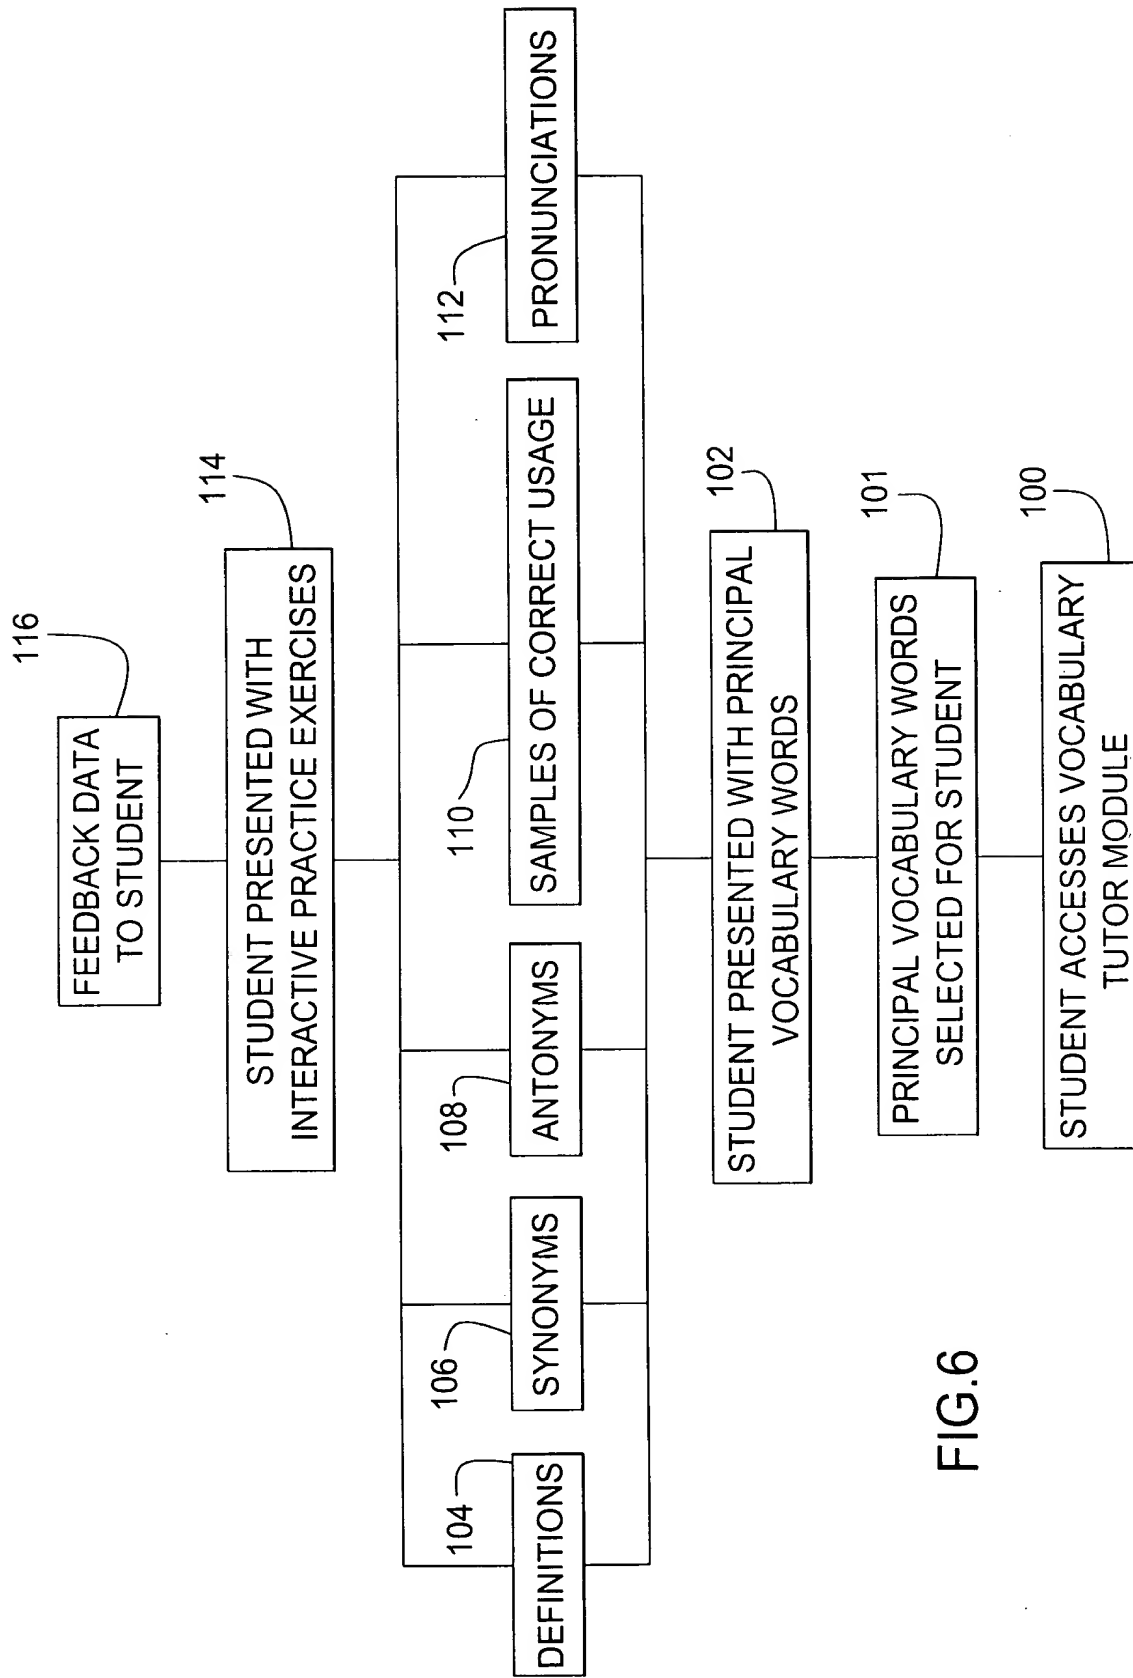 116
FEEDBACK DATA
TO STUDENT
114
STUDENT PRESENTED WITH
INTERACTIVE PRACTICE EXERCISES
104
DEFINITIONS
106
SYNONYMS
108
ANTONYMS
110
SAMPLES OF CORRECT USAGE
112
PRONUNCIATIONS
102
STUDENT PRESENTED WITH PRINCIPAL
VOCABULARY WORDS
101
PRINCIPAL VOCABULARY WORDS
SELECTED FOR STUDENT
100
STUDENT ACCESSES VOCABULARY
TUTOR MODULE
FIG.6